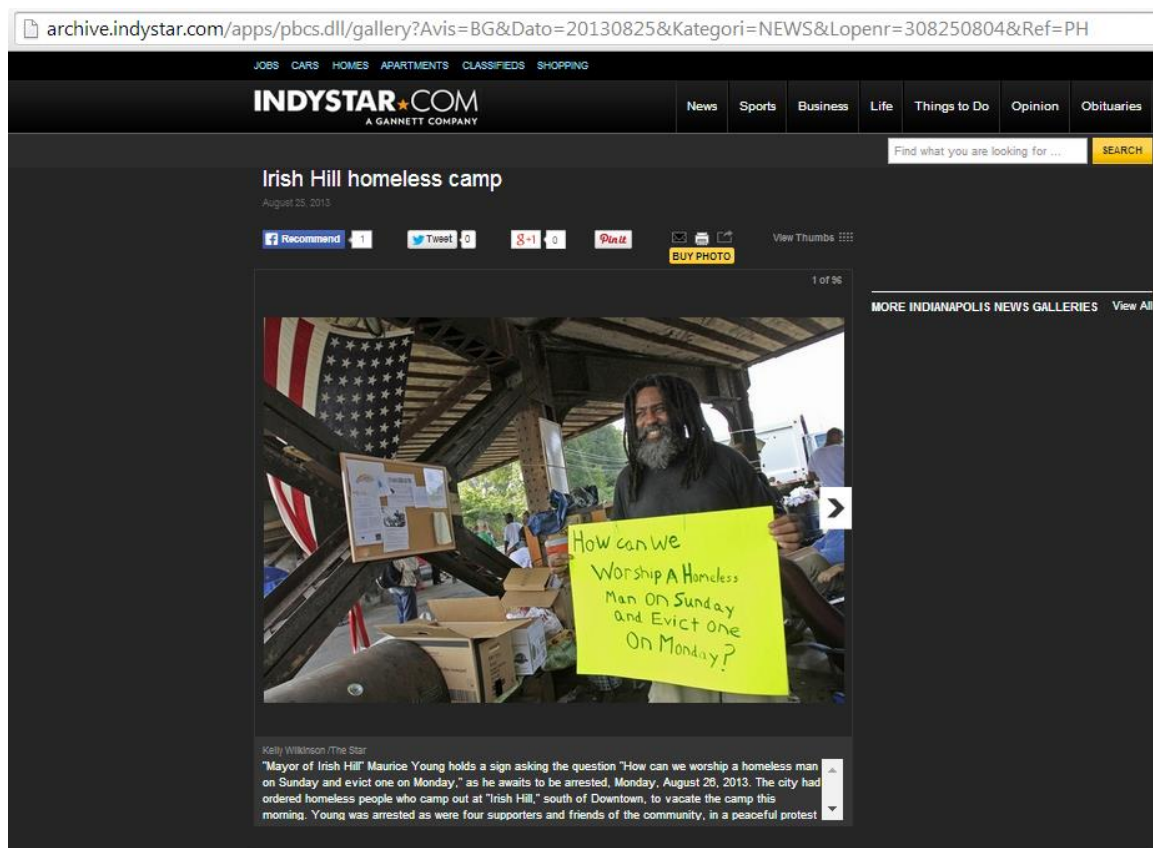 archive.indystar.com/apps/pbcs.dll/gallery?Avis=BG&Dato=20130825&Kategori=NEWS&Lopenr=308250804&Ref=PH
JOBS CARS HOMES APARTMENTS CLASSIFIEDS SHOPPING
INDYSTAR COM
A GANNETT COMPANY
News Sports Business Life Things to Do Opinion Obituaries
Find what you are looking for ... SEARCH
Irish Hill homeless camp
August 25, 2013
Recommend 1 Tweet 0 g+1 0 Pin it View Thumbs
BUY PHOTO
1 of 96
MORE INDIANAPOLIS NEWS GALLERIES View All
How can we
Worship A Homeless
Man On Sunday
and Evict one
On Monday?
Kelly Wilkinson /The Star
"Mayor of Irish Hill" Maurice Young holds a sign asking the question "How can we worship a homeless man
on Sunday and evict one on Monday," as he awaits to be arrested, Monday, August 26, 2013. The city had
ordered homeless people who camp out at "Irish Hill," south of Downtown, to vacate the camp this
morning. Young was arrested as were four supporters and friends of the community, in a peaceful protest